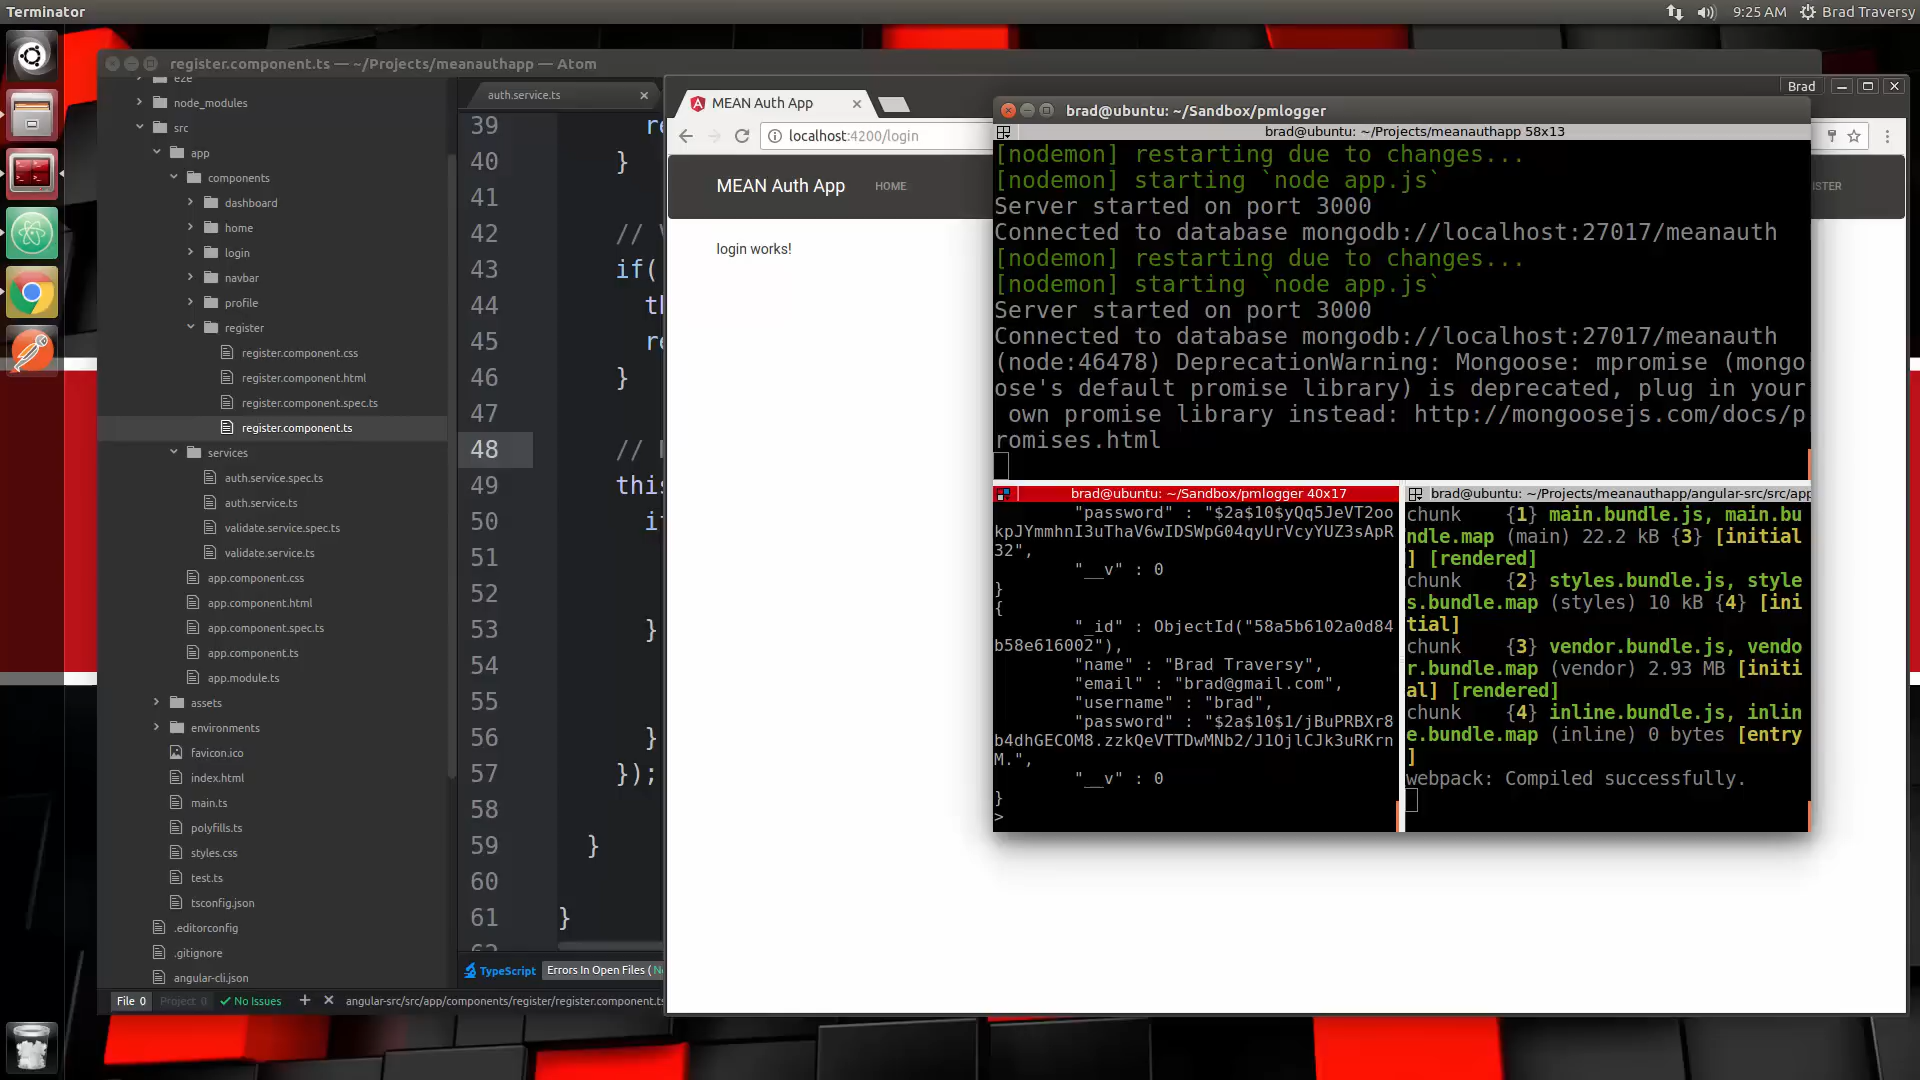 Terminator
9:25 AM
Brad Traversy
register.component.ts — ~/Projects/meanauthapp — Atom
e2e
node_modules
src
app
components
dashboard
home
login
navbar
profile
register
register.component.css
register.component.html
register.component.spec.ts
register.component.ts
services
auth.service.spec.ts
auth.service.ts
validate.service.spec.ts
validate.service.ts
app.component.css
app.component.html
app.component.spec.ts
app.component.ts
app.module.ts
assets
environments
favicon.ico
index.html
main.ts
polyfills.ts
styles.css
test.ts
tsconfig.json
.editorconfig
.gitignore
angular-cli.json
File 0 Project 0 No Issues + angular-src/src/app/components/register/register.component.ts
auth.service.ts
39 re
40 }
41
42 //
43 if(
44 th
45 re
46 }
47
48 //
49 this
50 if
51
52
53 }
54
55
56 }
57 });
58
59 }
60
61 }
TypeScript Errors In Open Files (
Brad
MEAN Auth App
localhost:4200/login
MEAN Auth App HOME
ISTER
login works!
brad@ubuntu: ~/Sandbox/pmlogger
brad@ubuntu: ~/Projects/meanauthapp 58x13
[nodemon] restarting due to changes...
[nodemon] starting `node app.js`
Server started on port 3000
Connected to database mongodb://localhost:27017/meanauth
[nodemon] restarting due to changes...
[nodemon] starting `node app.js`
Server started on port 3000
Connected to database mongodb://localhost:27017/meanauth
(node:46478) DeprecationWarning: Mongoose: mpromise (mongo
ose's default promise library) is deprecated, plug in your
own promise library instead: http://mongoosejs.com/docs/p
romises.html
brad@ubuntu: ~/Sandbox/pmlogger 40x17
"password" : "$2a$10$yQq5JeVT2oo
kpJYmmhnI3uThaV6wIDSWpG04qyUrVcyYUZ3sApR
32",
"__v" : 0
}
{
"_id" : ObjectId("58a5b6102a0d84
b58e616002"),
"name" : "Brad Traversy",
"email" : "brad@gmail.com",
"username" : "brad",
"password" : "$2a$10$1/jBuPRBXr8
b4dhGECOM8.zzkQeVTTDwMNb2/J1OjlCJk3uRKrn
M.",
"__v" : 0
}
>
brad@ubuntu: ~/Projects/meanauthapp/angular-src/src/app
chunk {1} main.bundle.js, main.bu
ndle.map (main) 22.2 kB {3} [initial
] [rendered]
chunk {2} styles.bundle.js, style
s.bundle.map (styles) 10 kB {4} [ini
tial]
chunk {3} vendor.bundle.js, vendo
r.bundle.map (vendor) 2.93 MB [initi
al] [rendered]
chunk {4} inline.bundle.js, inlin
e.bundle.map (inline) 0 bytes [entry
]
webpack: Compiled successfully.